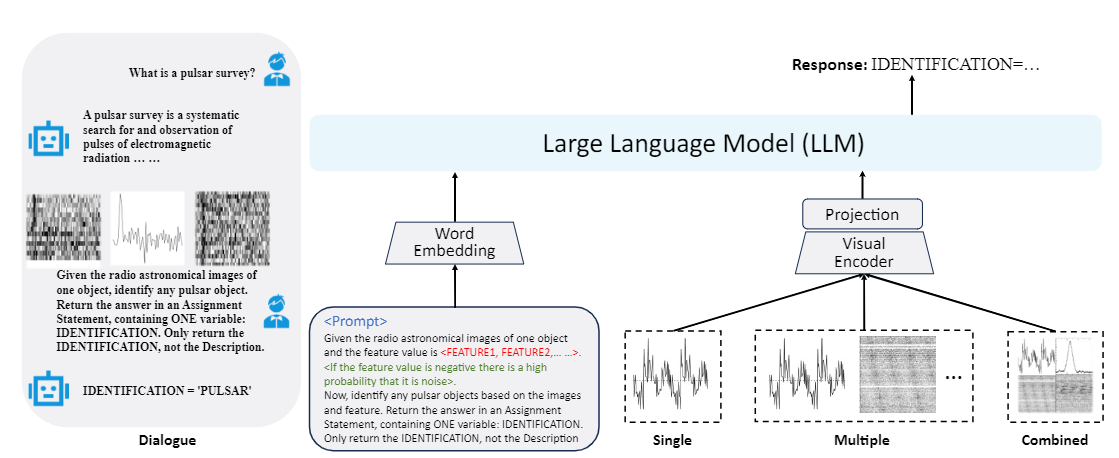 What is a pulsar survey?
A pulsar survey is a systematic
search for and observation of
pulses of electromagnetic
radiation … …
Given the radio astronomical images of
one object, identify any pulsar object.
Return the answer in an Assignment
Statement, containing ONE variable:
IDENTIFICATION. Only return the
IDENTIFICATION, not the Description.
IDENTIFICATION = 'PULSAR'
Dialogue
Response: IDENTIFICATION=…
Large Language Model (LLM)
Word
Embedding
Projection
Visual
Encoder
<Prompt>
Given the radio astronomical images of one object
and the feature value is <FEATURE1, FEATURE2,... ...>.
<If the feature value is negative there is a high
probability that it is noise>.
Now, identify any pulsar objects based on the images
and feature. Return the answer in an Assignment
Statement, containing ONE variable: IDENTIFICATION.
Only return the IDENTIFICATION, not the Description
...
Single
Multiple
Combined